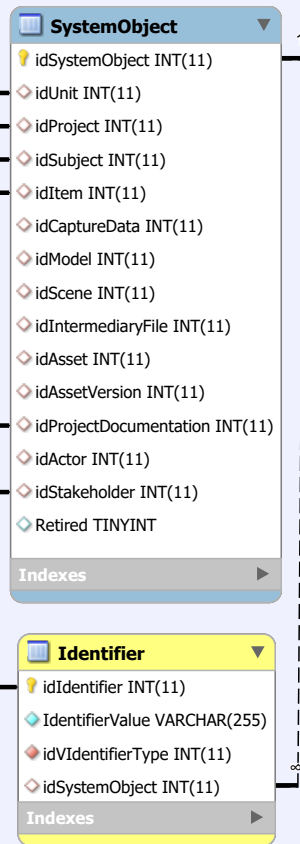 SystemObject
idSystemObject INT(11)
idUnit INT(11)
idProject INT(11)
idSubject INT(11)
idItem INT(11)
idCaptureData INT(11)
idModel INT(11)
idScene INT(11)
idIntermediaryFile INT(11)
idAsset INT(11)
idAssetVersion INT(11)
idProjectDocumentation INT(11)
idActor INT(11)
idStakeholder INT(11)
Retired TINYINT
Indexes
Identifier
idIdentifier INT(11)
IdentifierValue VARCHAR(255)
idVIdentifierType INT(11)
idSystemObject INT(11)
Indexes